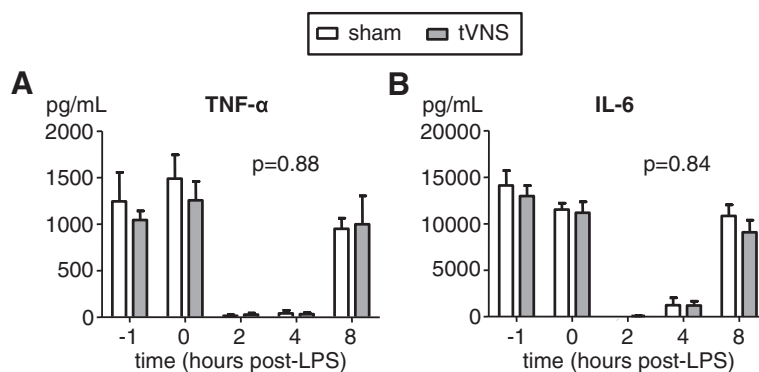 sham tVNS
A
pg/mL TNF-α
2000
1500
1000
500
0
p=0.88
-1 0 2 4 8
time (hours post-LPS)
B
pg/mL IL-6
20000
15000
10000
5000
0
p=0.84
-1 0 2 4 8
time (hours post-LPS)